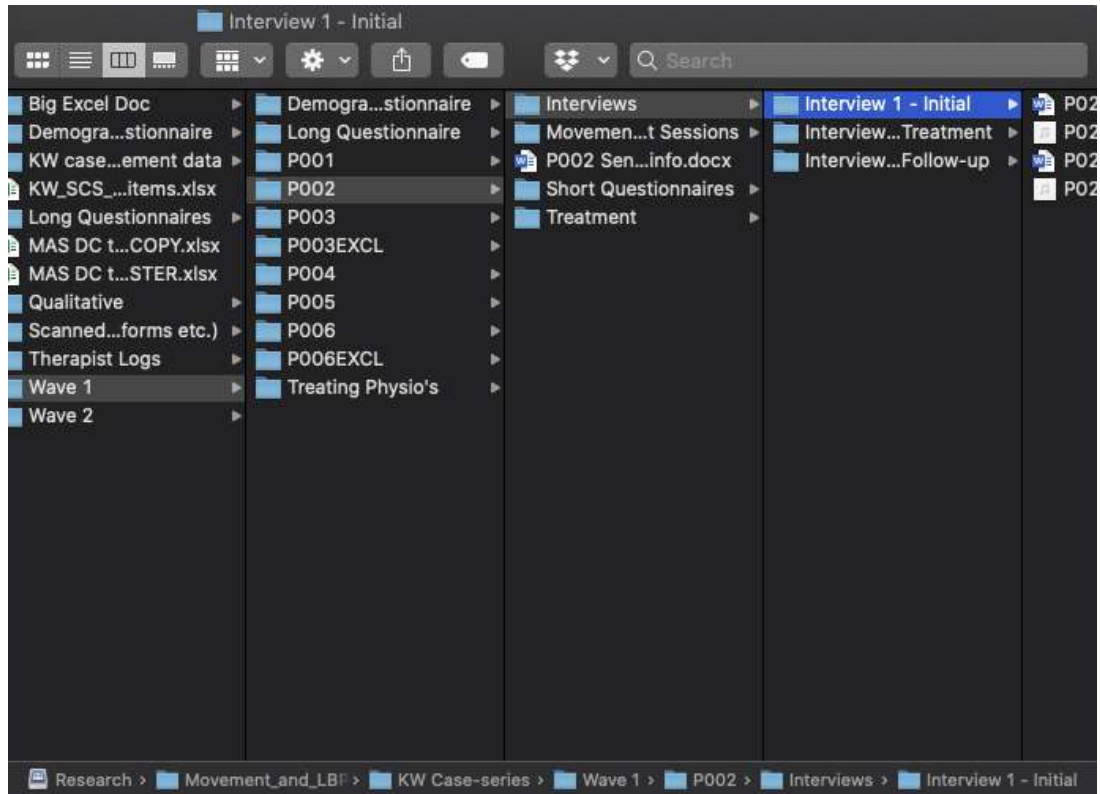 Interview 1 - Initial
Search
Big Excel Doc
Demogra...stionnaire
KW case...ement data
KW_SCS_...items.xlsx
Long Questionnaires
MAS DC t...COPY.xlsx
MAS DC t...STER.xlsx
Qualitative
Scanned...forms etc.)
Therapist Logs
Wave 1
Wave 2
Demogra...stionnaire
Long Questionnaire
P001
P002
P003
P003EXCL
P004
P005
P006
P006EXCL
Treating Physio's
Interviews
Movemen...t Sessions
P002 Sen...info.docx
Short Questionnaires
Treatment
Interview 1 - Initial
Interview...Treatment
Interview...Follow-up
P02
P02
P02
P02
Research › Movement_and_LBP › KW Case-series › Wave 1 › P002 › Interviews › Interview 1 - Initial